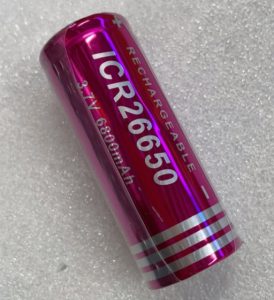 + RECHARGEABLE −
ICR26650
3.7V 6800mAh